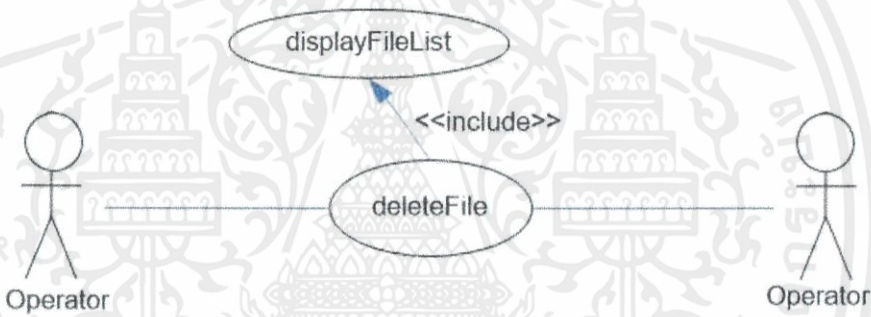 displayFileList
<<include>>
deleteFile
Operator
Operator